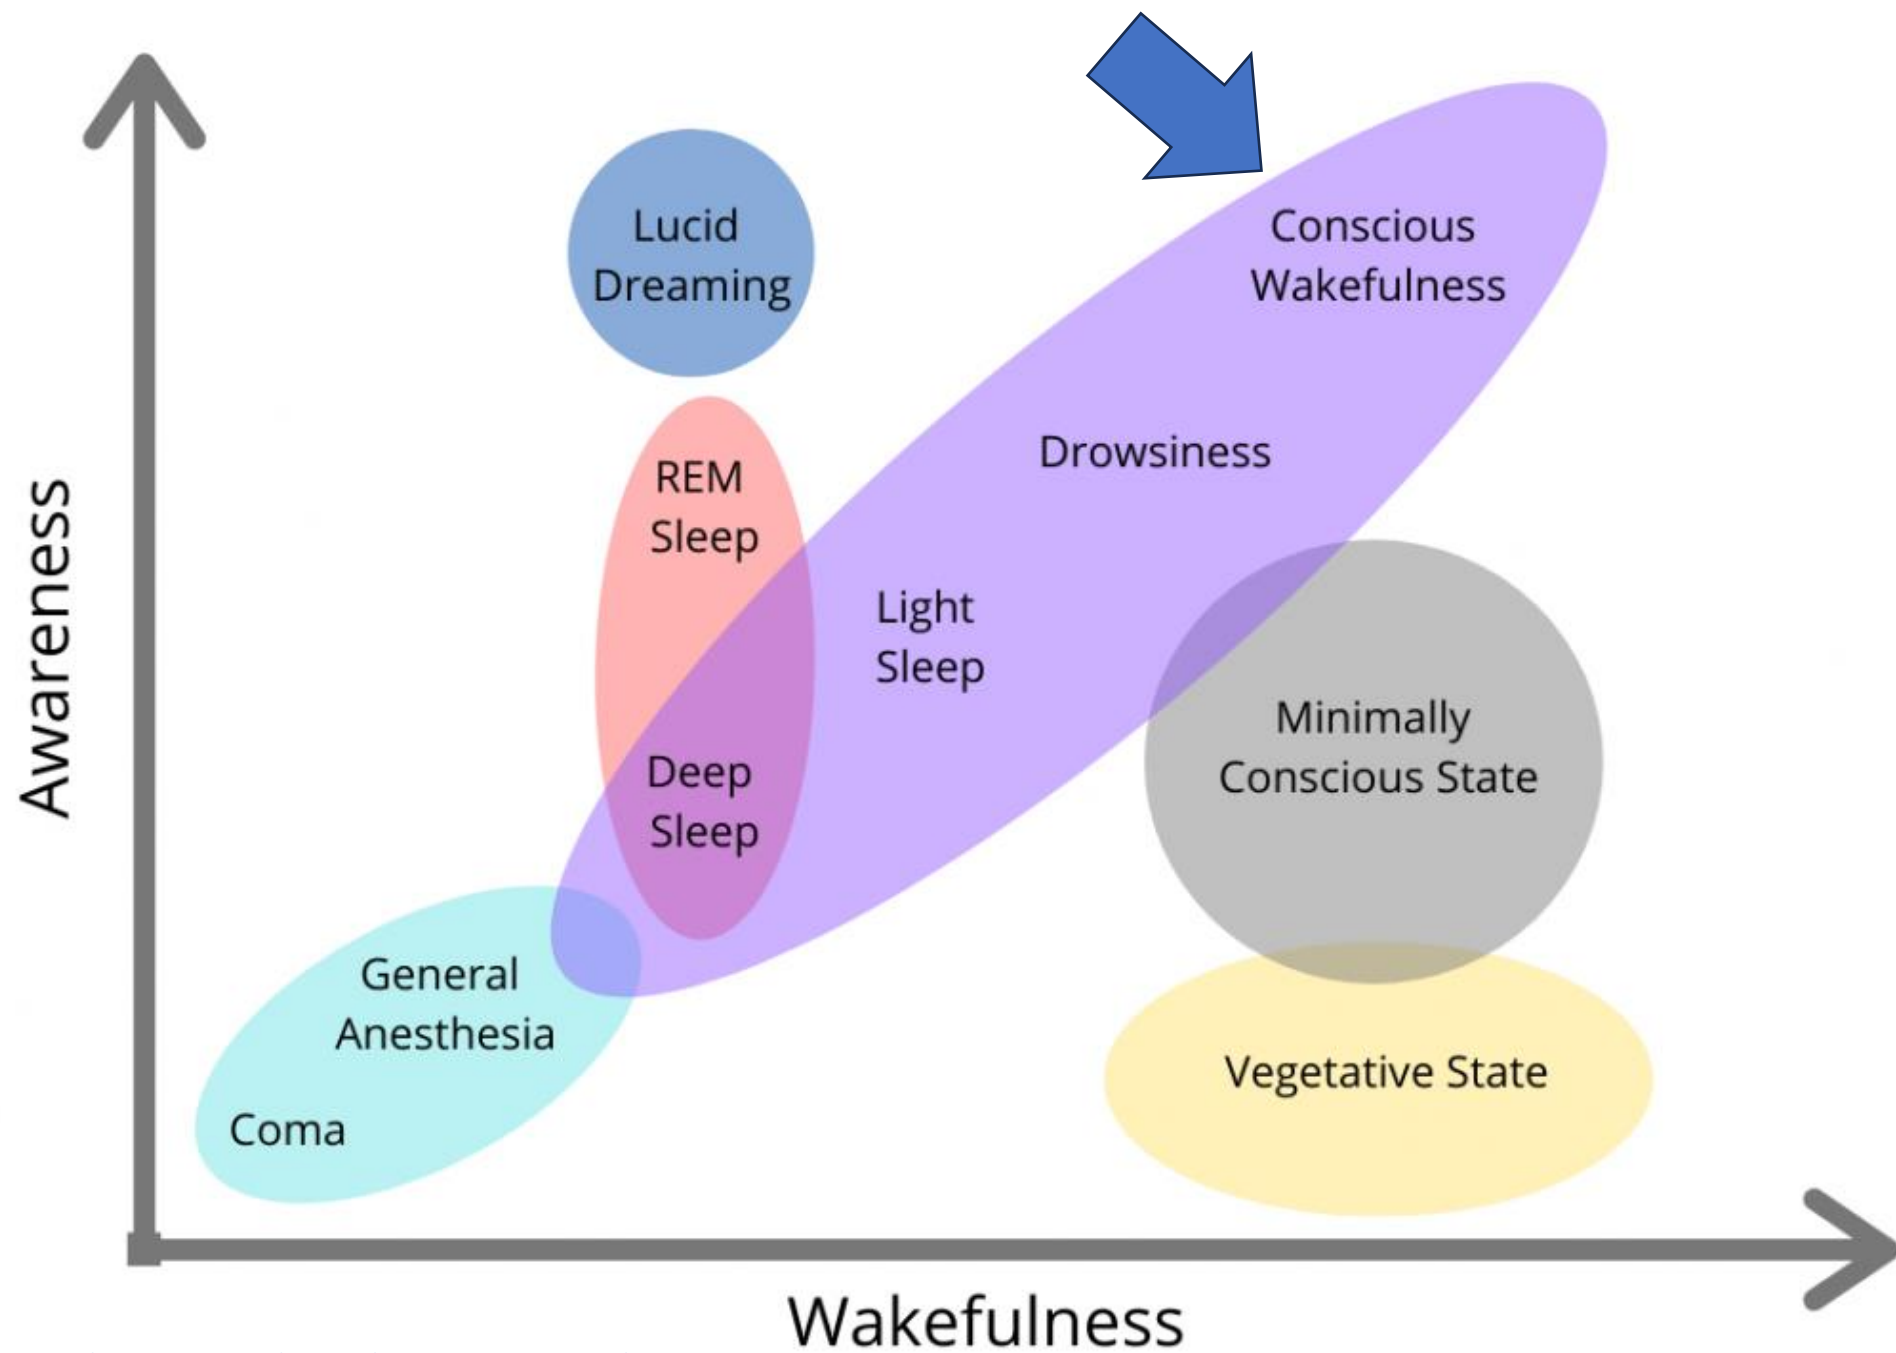 Awareness
Lucid
Dreaming
Conscious
Wakefulness
REM
Sleep
Drowsiness
Light
Sleep
Deep
Sleep
Minimally
Conscious State
General
Anesthesia
Coma
Vegetative State
Wakefulness